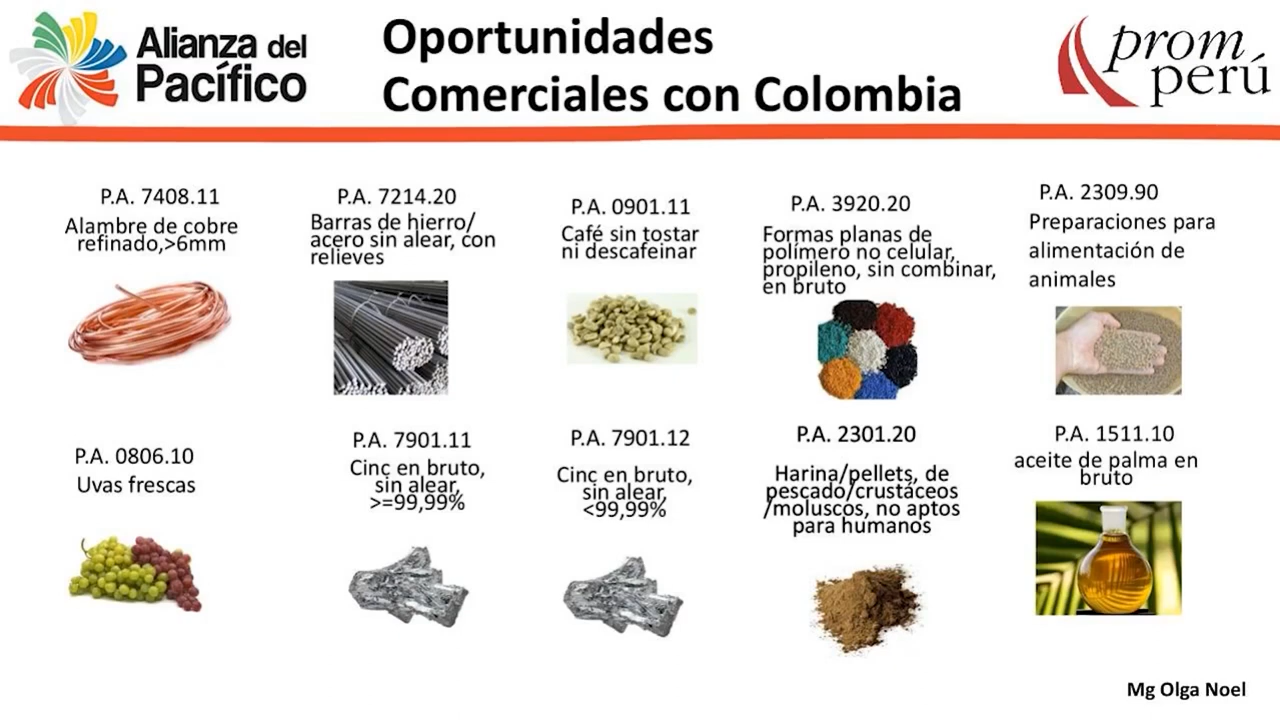 Alianza del
Pacífico
Oportunidades
Comerciales con Colombia
prom
perú
P.A. 7408.11
Alambre de cobre
refinado,>6mm
P.A. 7214.20
Barras de hierro/
acero sin alear, con
relieves
P.A. 0901.11
Café sin tostar
ni descafeinar
P.A. 3920.20
Formas planas de
polímero no celular,
propileno, sin combinar,
en bruto
P.A. 2309.90
Preparaciones para
alimentación de
animales
P.A. 0806.10
Uvas frescas
P.A. 7901.11
Cinc en bruto,
sin alear,
>=99,99%
P.A. 7901.12
Cinc en bruto,
sin alear,
<99,99%
P.A. 2301.20
Harina/pellets, de
pescado/crustáceos
/moluscos, no aptos
para humanos
P.A. 1511.10
aceite de palma en
bruto
Mg Olga Noel